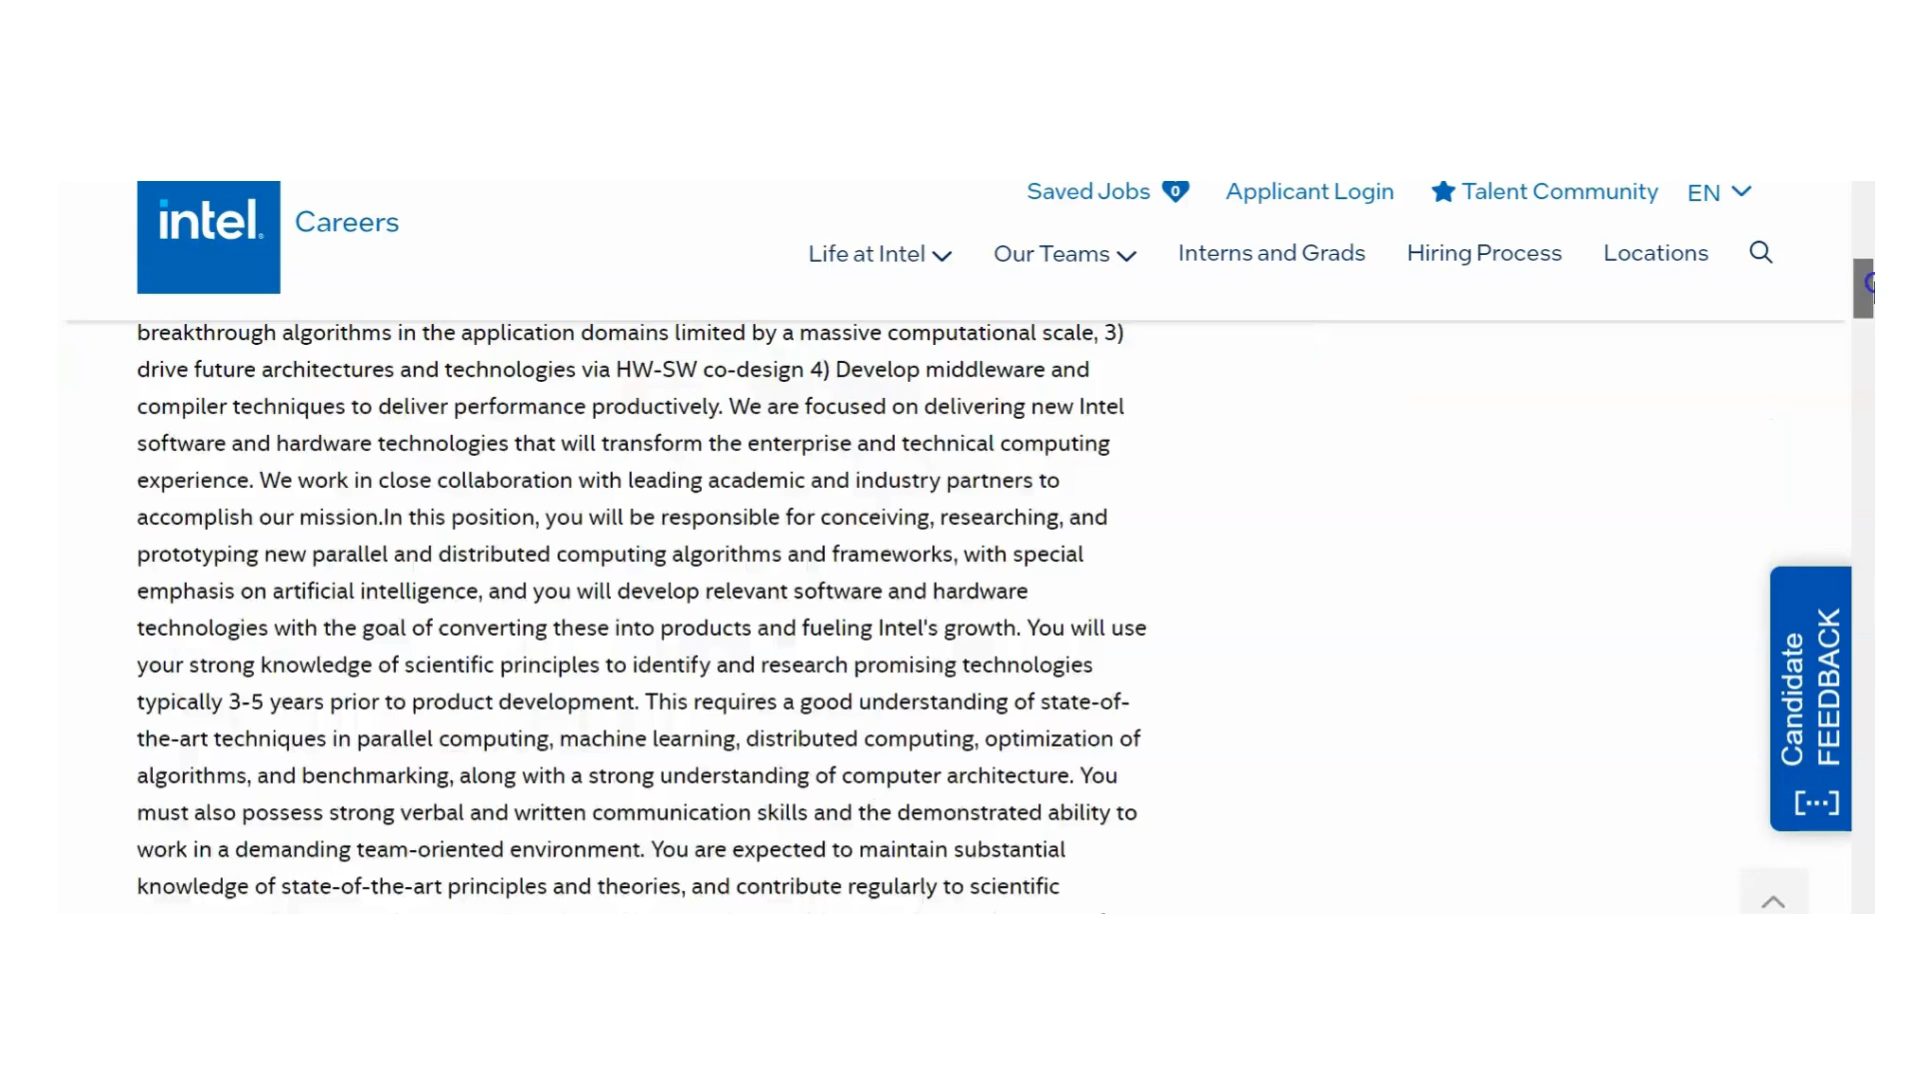 Saved Jobs 0 Applicant Login Talent Community EN
intel. Careers
Life at Intel Our Teams Interns and Grads Hiring Process Locations
breakthrough algorithms in the application domains limited by a massive computational scale, 3)
drive future architectures and technologies via HW-SW co-design 4) Develop middleware and
compiler techniques to deliver performance productively. We are focused on delivering new Intel
software and hardware technologies that will transform the enterprise and technical computing
experience. We work in close collaboration with leading academic and industry partners to
accomplish our mission.In this position, you will be responsible for conceiving, researching, and
prototyping new parallel and distributed computing algorithms and frameworks, with special
emphasis on artificial intelligence, and you will develop relevant software and hardware
technologies with the goal of converting these into products and fueling Intel's growth. You will use
your strong knowledge of scientific principles to identify and research promising technologies
typically 3-5 years prior to product development. This requires a good understanding of state-of-
the-art techniques in parallel computing, machine learning, distributed computing, optimization of
algorithms, and benchmarking, along with a strong understanding of computer architecture. You
must also possess strong verbal and written communication skills and the demonstrated ability to
work in a demanding team-oriented environment. You are expected to maintain substantial
knowledge of state-of-the-art principles and theories, and contribute regularly to scientific
Candidate
FEEDBACK